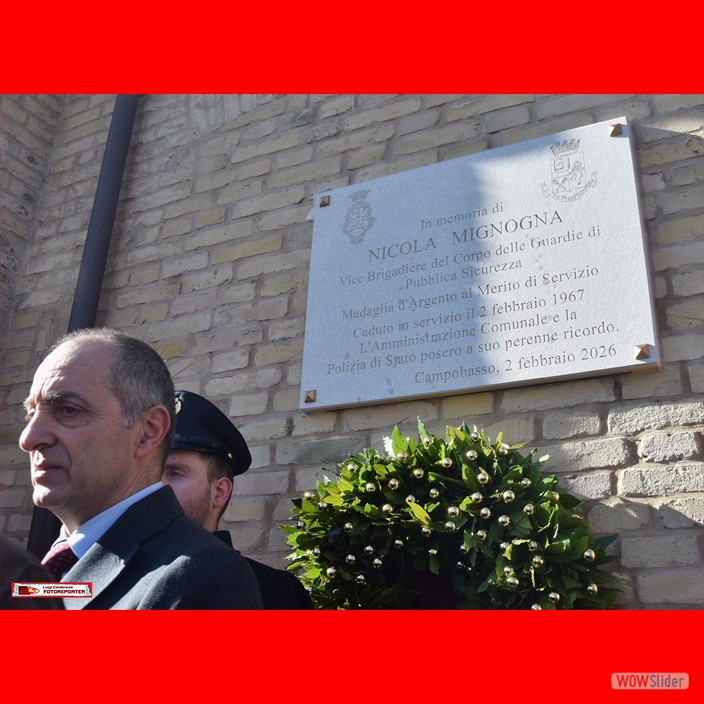 In memoria di
NICOLA MIGNOGNA
Vice Brigadiere del Corpo delle Guardie di
Pubblica Sicurezza
Medaglia d'Argento al Merito di Servizio
Caduto in servizio il 2 febbraio 1967
L'Amministrazione Comunale e la
Polizia di Stato posero a suo perenne ricordo.
Campobasso, 2 febbraio 2026
Luigi Calabrese
FOTOREPORTER
WOWSlider